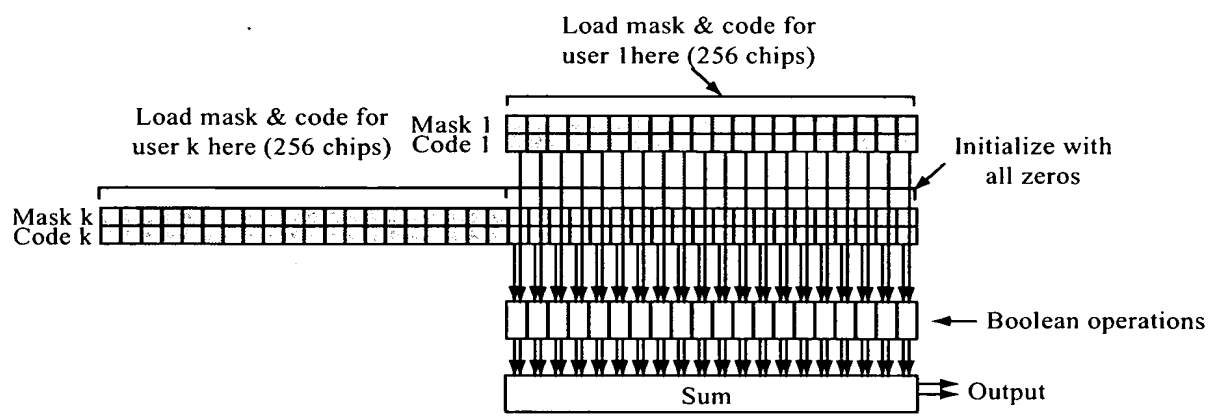 Load mask & code for
user 1here (256 chips)
Load mask & code for
user k here (256 chips)
Mask 1
Code 1
Initialize with
all zeros
Mask k
Code k
Boolean operations
Sum
Output